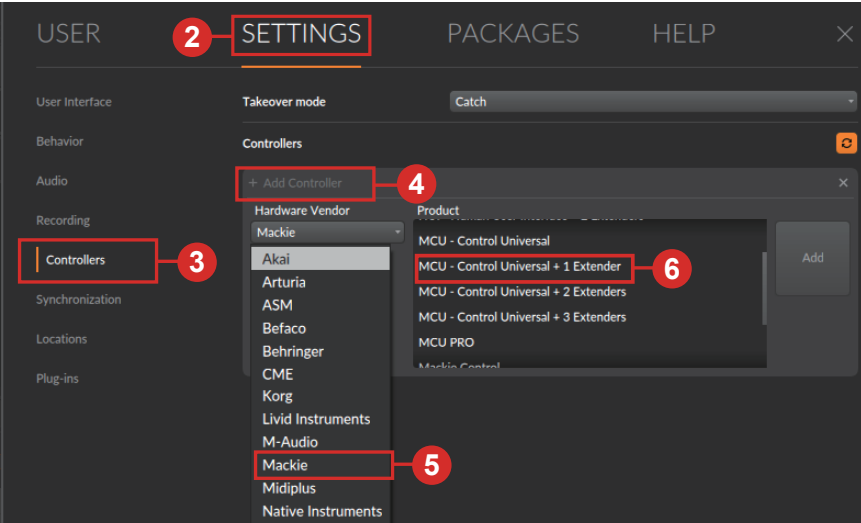 USER
2
SETTINGS
PACKAGES
HELP
User Interface
Behavior
Audio
Recording
Controllers
3
Synchronization
Locations
Plug-ins
Takeover mode
Catch
Controllers
+ Add Controller
4
Hardware Vendor
Mackie
Akai
Arturia
ASM
Befaco
Behringer
CME
Korg
Livid Instruments
M-Audio
Mackie
5
Midiplus
Native Instruments
Product
MCU - Control Universal
MCU - Control Universal + 1 Extender
6
MCU - Control Universal + 2 Extenders
MCU - Control Universal + 3 Extenders
MCU PRO
Mackie Control
Add